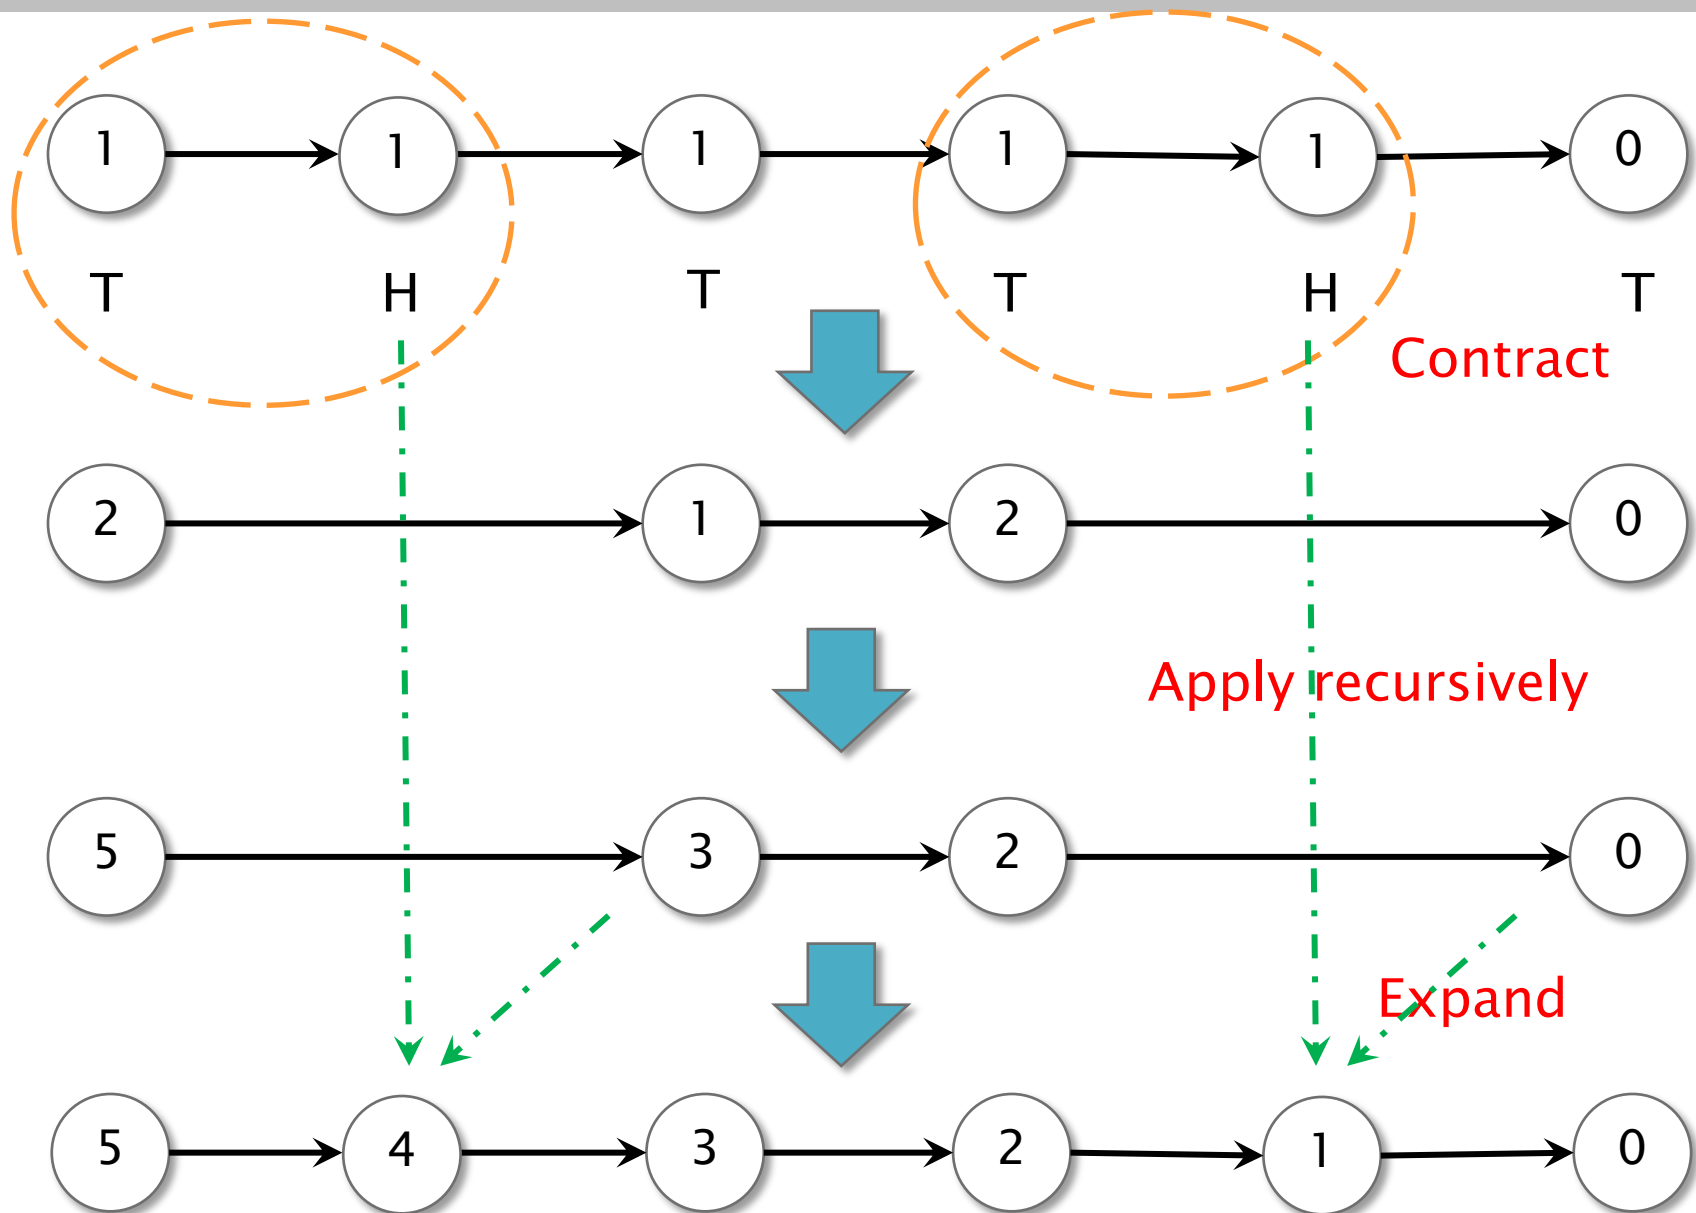 1 1 1 1 1 0
T H T T H T
Contract
2 1 2 0
Apply recursively
5 3 2 0
Expand
5 4 3 2 1 0